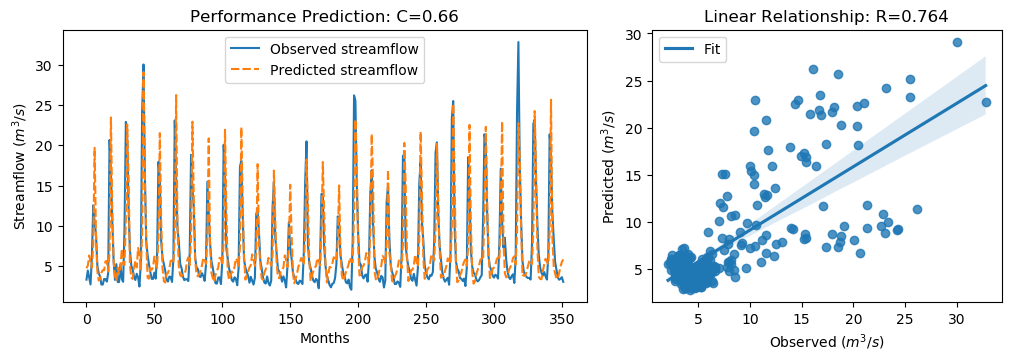 Performance Prediction: C=0.66
Observed streamflow
Predicted streamflow
Streamflow (m³/s)
30
25
20
15
10
5
0
50
100
150
200
250
300
350
Months
Linear Relationship: R=0.764
Fit
Predicted (m³/s)
30
25
20
15
10
5
5
10
15
20
25
30
Observed (m³/s)